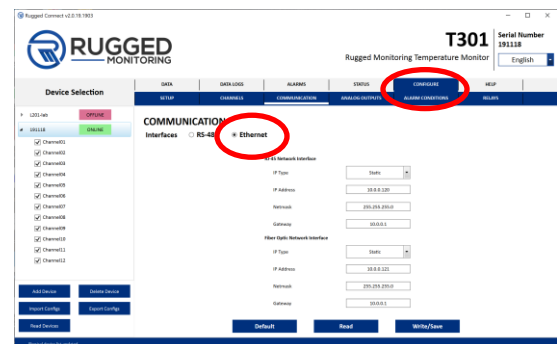 Rugged Connect v2.0.19.1903
RUGGED
MONITORING
T301
Rugged Monitoring Temperature Monitor
Serial Number
191118
English
Device Selection
DATA DATA LOGS ALARMS STATUS CONFIGURE HELP
SETUP CHANNELS COMMUNICATION ANALOG OUTPUTS ALARM CONDITIONS RELAYS
L201-lab OFFLINE
191118 ONLINE
Channel01
Channel02
Channel03
Channel04
Channel05
Channel06
Channel07
Channel08
Channel09
Channel10
Channel11
Channel12
Add Device Delete Device
Import Configs Export Configs
Read Devices
COMMUNICATION
Interfaces RS-48 Ethernet
RJ-45 Network Interface
IP Type Static
IP Address 10.0.0.120
Netmask 255.255.255.0
Gateway 10.0.0.1
Fiber Optic Network Interface
IP Type Static
IP Address 10.0.0.121
Netmask 255.255.255.0
Gateway 10.0.0.1
Default Read Write/Save